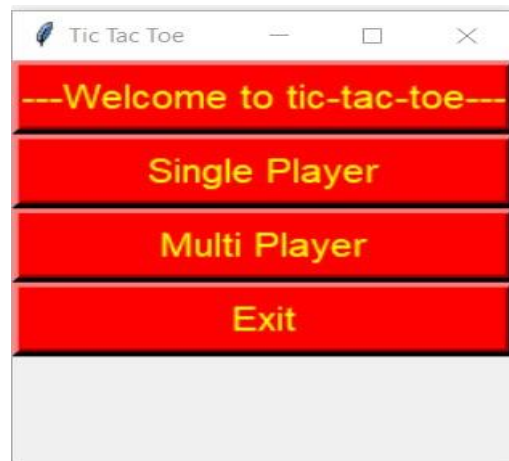 Tic Tac Toe
---Welcome to tic-tac-toe---
Single Player
Multi Player
Exit